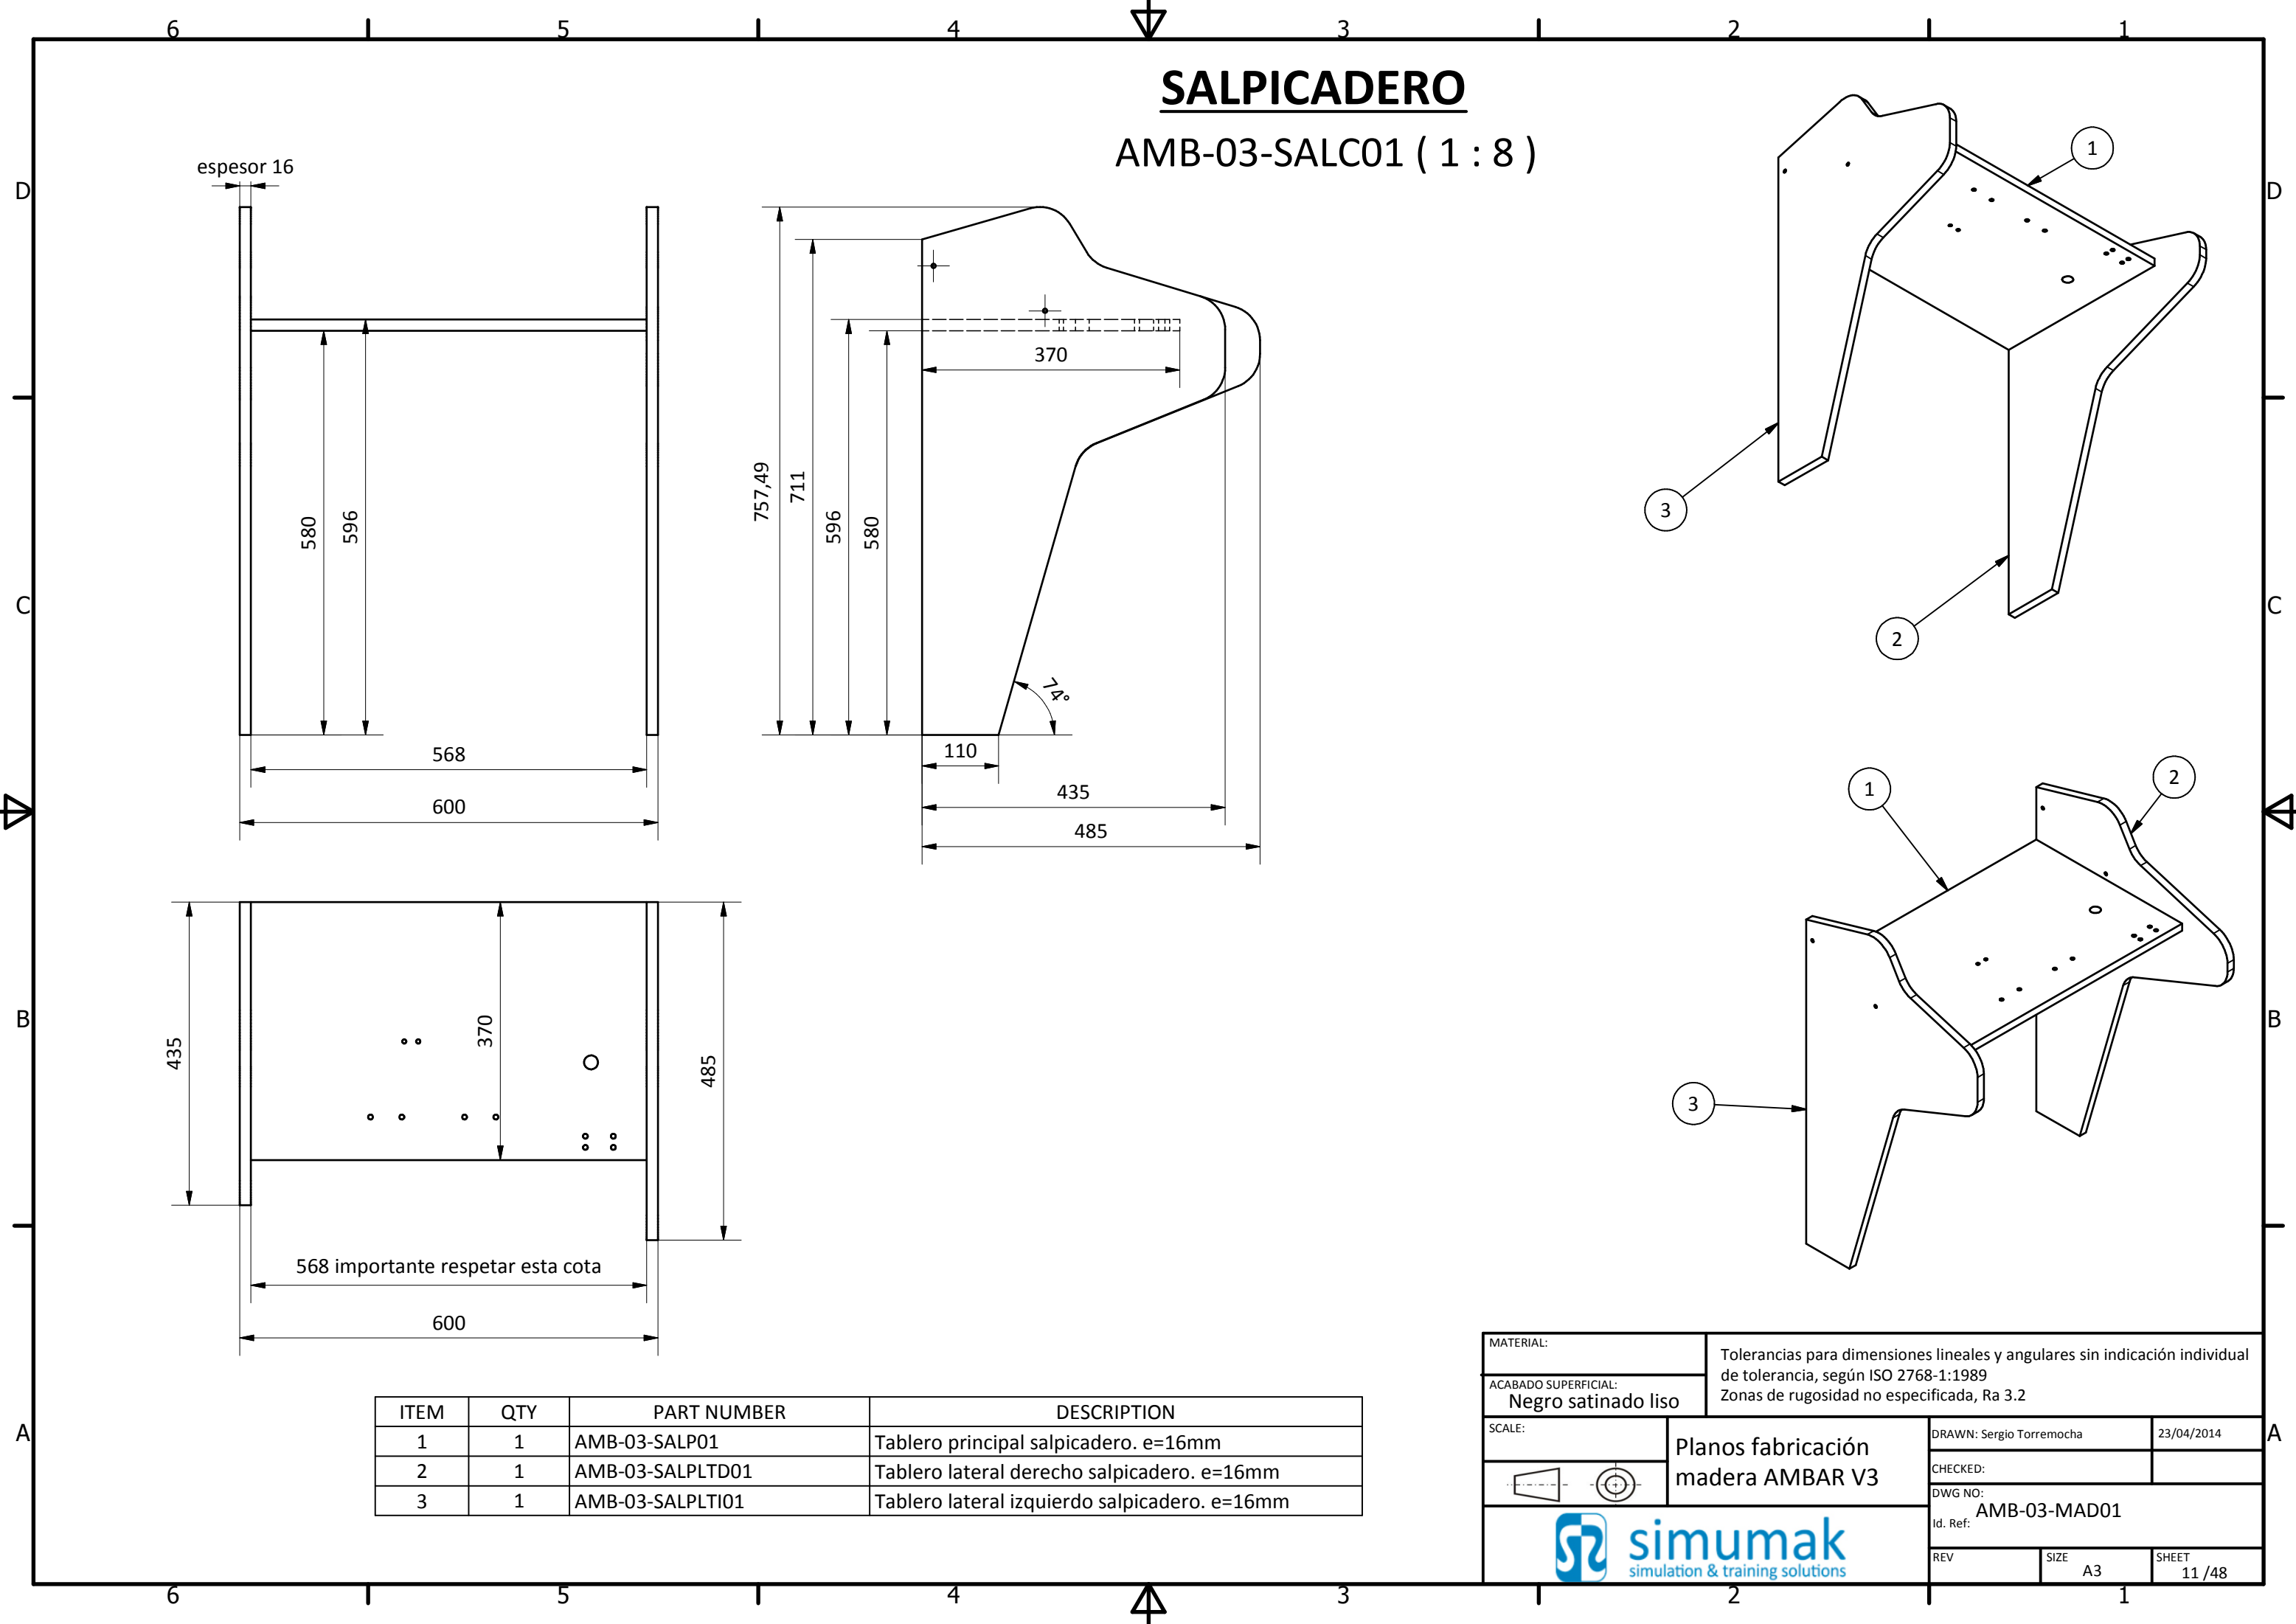 6 5 4 3 2 1
SALPICADERO
AMB-03-SALC01 ( 1 : 8 )
D
D
C
C
B
B
A
A
espesor 16
580
596
568
600
757,49
711
596
580
370
74°
110
435
485
1
3
2
1
2
3
435
370
485
568 importante respetar esta cota
600
ITEM QTY PART NUMBER DESCRIPTION
1 1 AMB-03-SALP01 Tablero principal salpicadero. e=16mm
2 1 AMB-03-SALPLTD01 Tablero lateral derecho salpicadero. e=16mm
3 1 AMB-03-SALPLTI01 Tablero lateral izquierdo salpicadero. e=16mm
MATERIAL:
ACABADO SUPERFICIAL:
Negro satinado liso
Tolerancias para dimensiones lineales y angulares sin indicación individual
de tolerancia, según ISO 2768-1:1989
Zonas de rugosidad no especificada, Ra 3.2
SCALE:
Planos fabricación
madera AMBAR V3
DRAWN: Sergio Torremocha 23/04/2014
CHECKED:
DWG NO:
AMB-03-MAD01
Id. Ref:
REV
SIZE
A3
SHEET
11 /48
simumak
simulation & training solutions
6 5 4 3 2 1